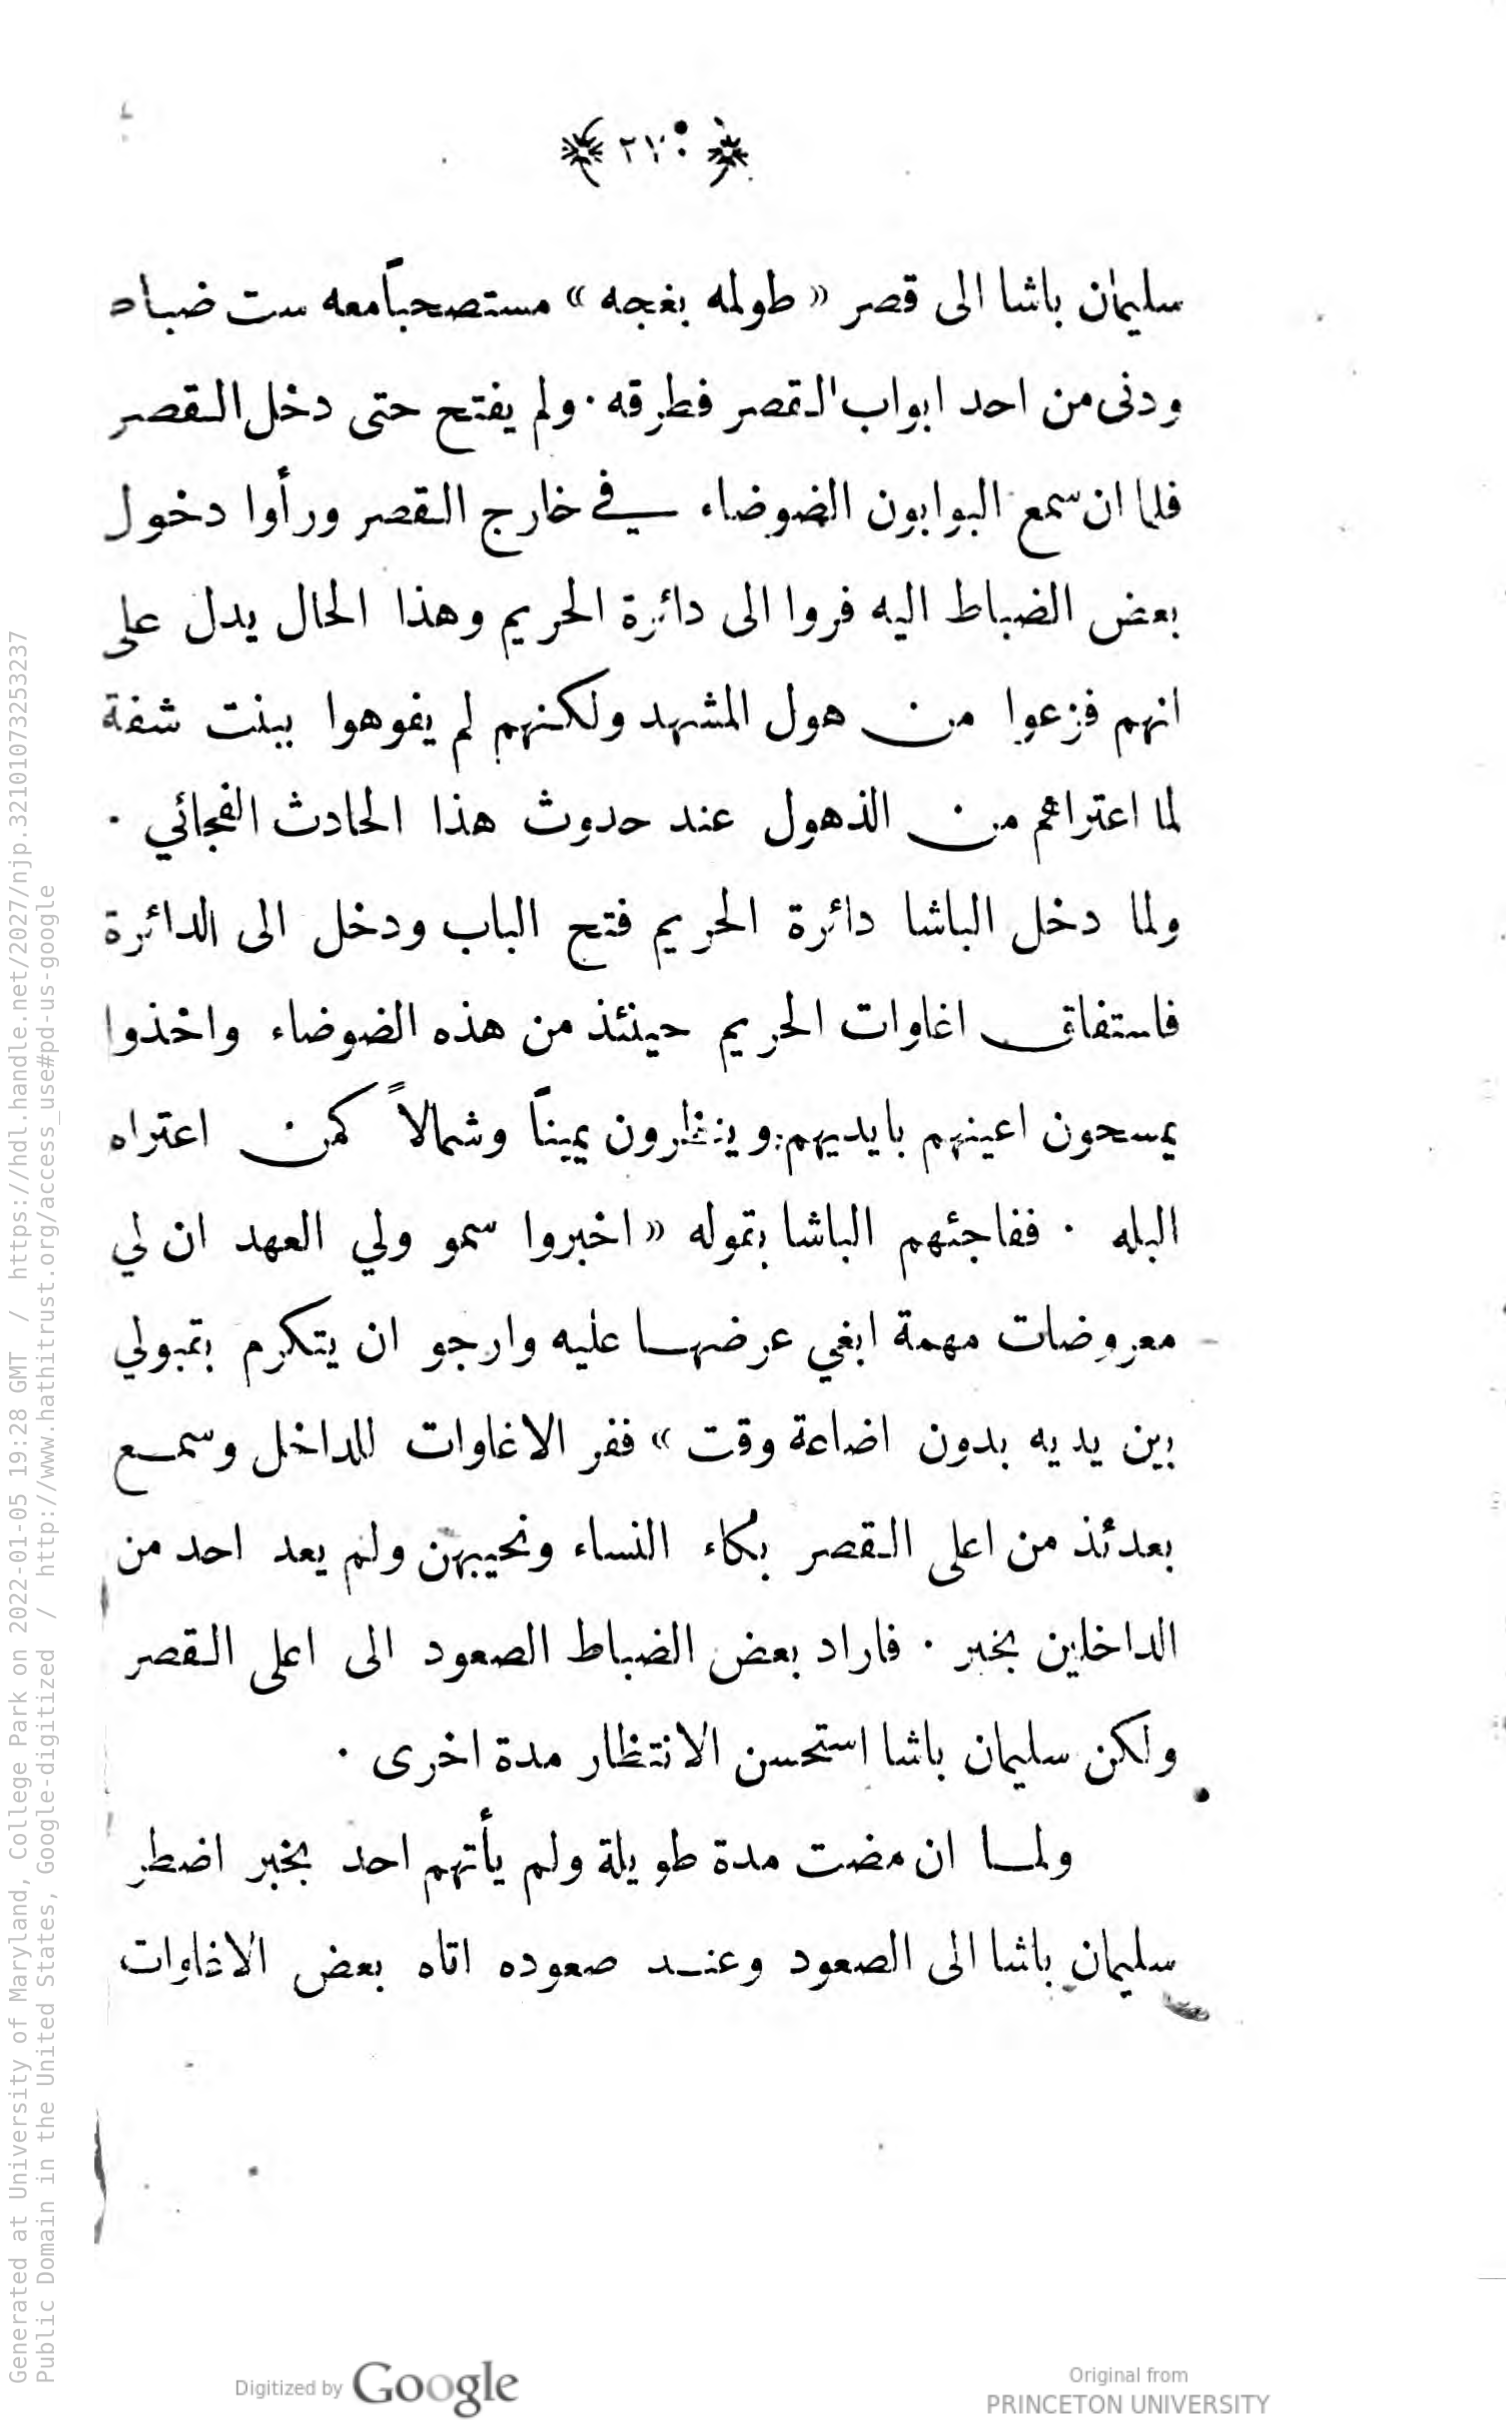 سليمان باشا الى قصر « طولمه بغجه » مستصحباً معه ست ضباط
ودنى من احد ابواب القصر فطرقه ٠ ولم يفتح حتى دخل القصر
فلما ان سمع البوابون الضوضاء في خارج القصر ورأوا دخول
بعض الضباط اليه فروا الى دائرة الحريم وهذا الحال يدل على
انهم فزعوا من هول المشهد ولكنهم لم يفوهوا ببنت شفة
لما اعتراهم من الذهول عند حدوث هذا الحادث الفجائي ٠
ولما دخل الباشا دائرة الحريم فتح الباب ودخل الى الدائرة
فاستفاق اغاوات الحريم حينئذ من هذه الضوضاء واخذوا
يمسحون اعينهم بايديهم وينظرون يميناً وشمالاً كمن اعتراه
البله ٠ ففاجئهم الباشا بقوله « اخبروا سمو ولي العهد ان لي
معروضات مهمة ابغي عرضها عليه وارجو ان يتكرم بقبولي
بين يديه بدون اضاعة وقت » ففر الاغاوات للداخل وسمع
بعدئذ من اعلى القصر بكاء النساء ونحيبهن ولم يعد احد من
الداخلين بخبر ٠ فاراد بعض الضباط الصعود الى اعلى القصر
ولكن سليمان باشا استحسن الانتظار مدة اخرى ٠
ولما ان مضت مدة طويلة ولم يأتهم احد بخبر اضطر
سليمان باشا الى الصعود وعند صعوده اتاه بعض الاغاوات
Generated at University of Maryland, College Park on 2022-01-05 19:28 GMT / https://hdl.handle.net/2027/njp.32101073253237
Public Domain in the United States, Google-digitized / http://www.hathitrust.org/access_use#pd-us-google
Digitized by Google
Original from
PRINCETON UNIVERSITY